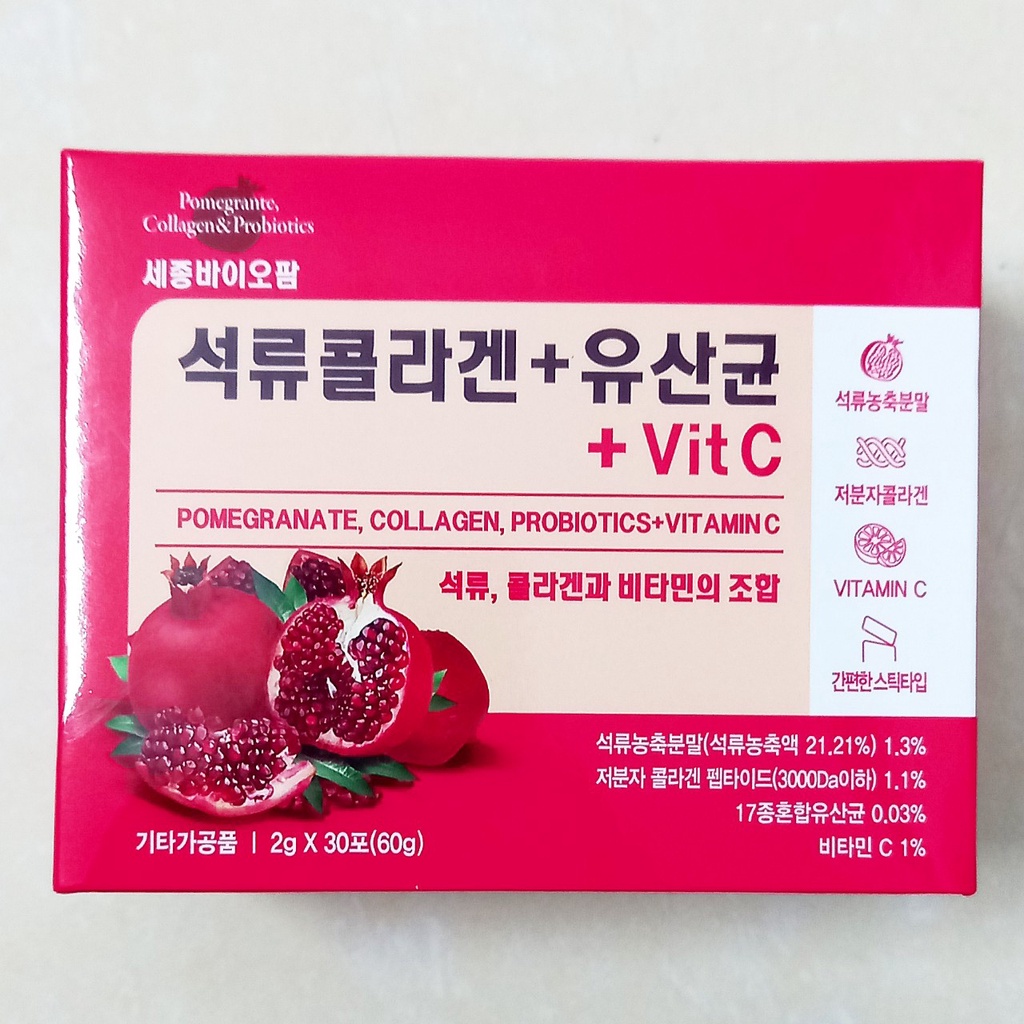 Pomegrante,
Collagen&Probiotics
세종바이오팜
석류콜라겐+유산균
+ Vit C
POMEGRANATE, COLLAGEN, PROBIOTICS+VITAMIN C
석류, 콜라겐과 비타민의 조합
석류농축분말
저분자콜라겐
VITAMIN C
간편한스틱타입
석류농축분말(석류농축액 21.21%) 1.3%
저분자 콜라겐 펩타이드(3000Da이하) 1.1%
17종혼합유산균 0.03%
비타민 C 1%
기타가공품 | 2g X 30포(60g)